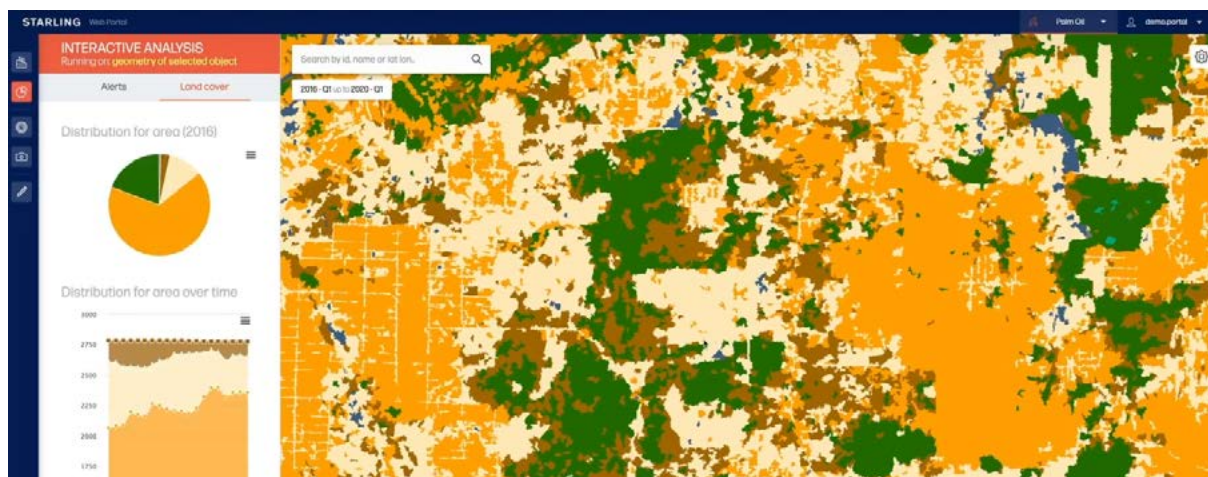 STARLING Web Portal
Palm Oil
demo.portal
INTERACTIVE ANALYSIS
Running on: geometry of selected object
Alerts
Land cover
Search by id, name or lat lon..
2016 - Q1 up to 2020 - Q1
Distribution for area (2016)
Distribution for area over time
3000
2750
2500
2250
2000
1750